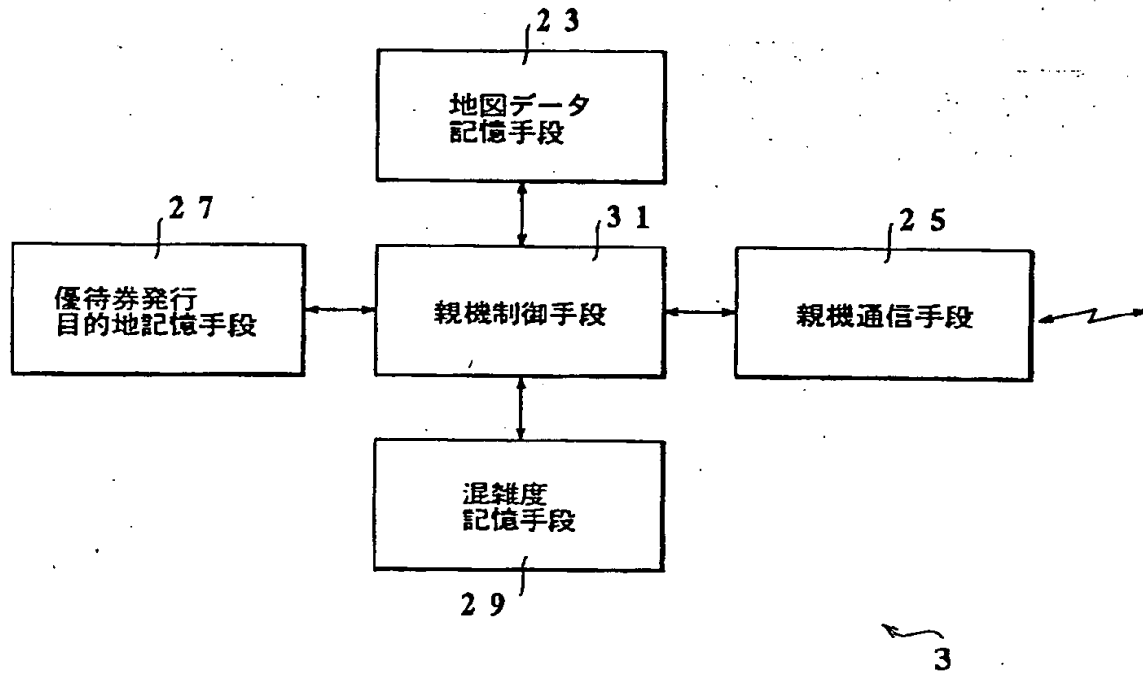 ２３
地図データ
記憶手段
２７
３１
２５
優待券発行
目的地記憶手段
親機制御手段
親機通信手段
混雑度
記憶手段
２９
3